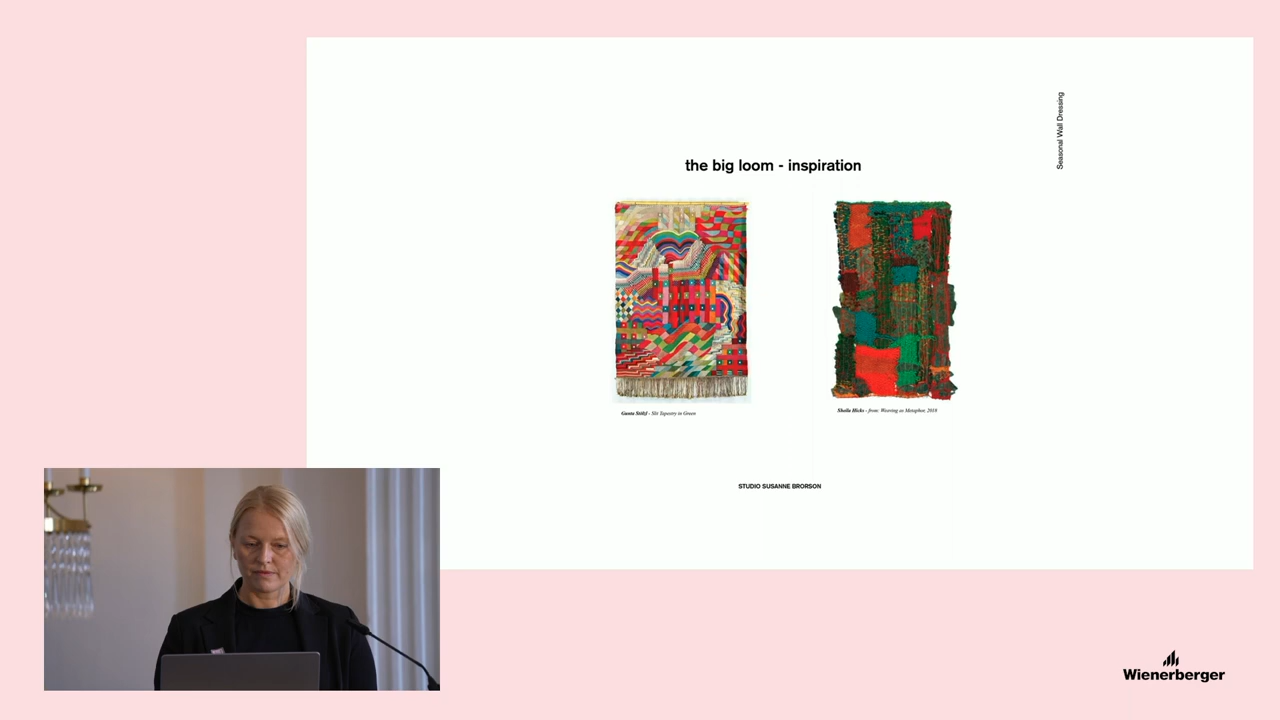 Seasonal Wall Dressing
the big loom - inspiration
Gunta Stölzl - Slit Tapestry in Green
Sheila Hicks - from: Weaving as Metaphor, 2018
STUDIO SUSANNE BRORSON
Wienerberger